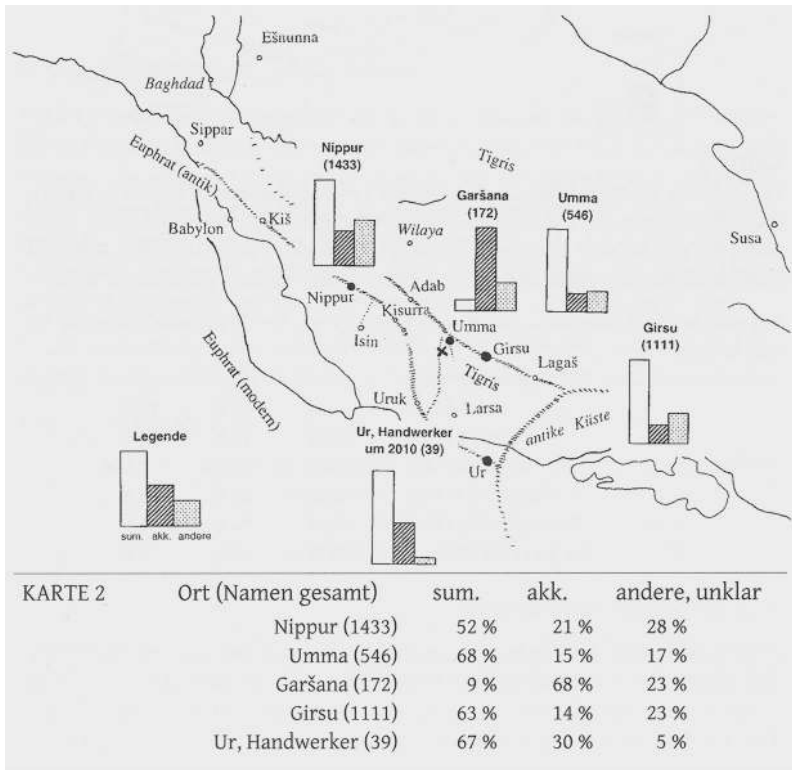 Ešnunna
Baghdad
Sippar
Euphrat (antik)
Nippur
(1433)
Tigris
Garšana
(172)
Umma
(546)
Babylon
Kiš
Wilaya
Susa
Nippur
Adab
Kisurra
Isin
Umma
Girsu
Girsu
(1111)
Euphrat (modern)
Tigris
Lagaš
Uruk
Larsa
antike Küste
Ur, Handwerker
um 2010 (39)
Ur
Legende
sum. akk. andere
KARTE 2 Ort (Namen gesamt) sum. akk. andere, unklar
Nippur (1433) 52 % 21 % 28 %
Umma (546) 68 % 15 % 17 %
Garšana (172) 9 % 68 % 23 %
Girsu (1111) 63 % 14 % 23 %
Ur, Handwerker (39) 67 % 30 % 5 %